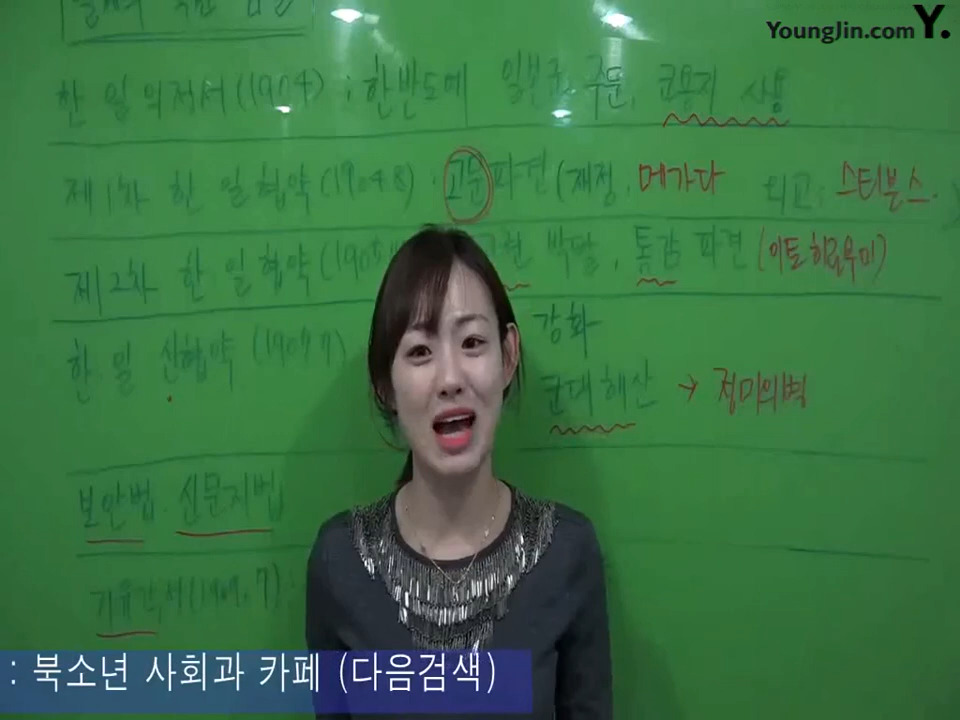 YoungJin.com Y.
한 일 의정서(1904) : 한반도에 일본군 주둔, 군용지 사용
제1차 한 일 협약(1904.8) : 고문 파견 (재정, 메가다 외교: 스티븐스.
제2차 한 일 협약(1905 박탈, 통감 파견 (이토 히로부미)
한 일 신협약 (1907.7) 강화
군대 해산 → 정미의병
보안법. 신문지법
기유각서(1909.7) :
: 북소년 사회과 카페 (다음검색)